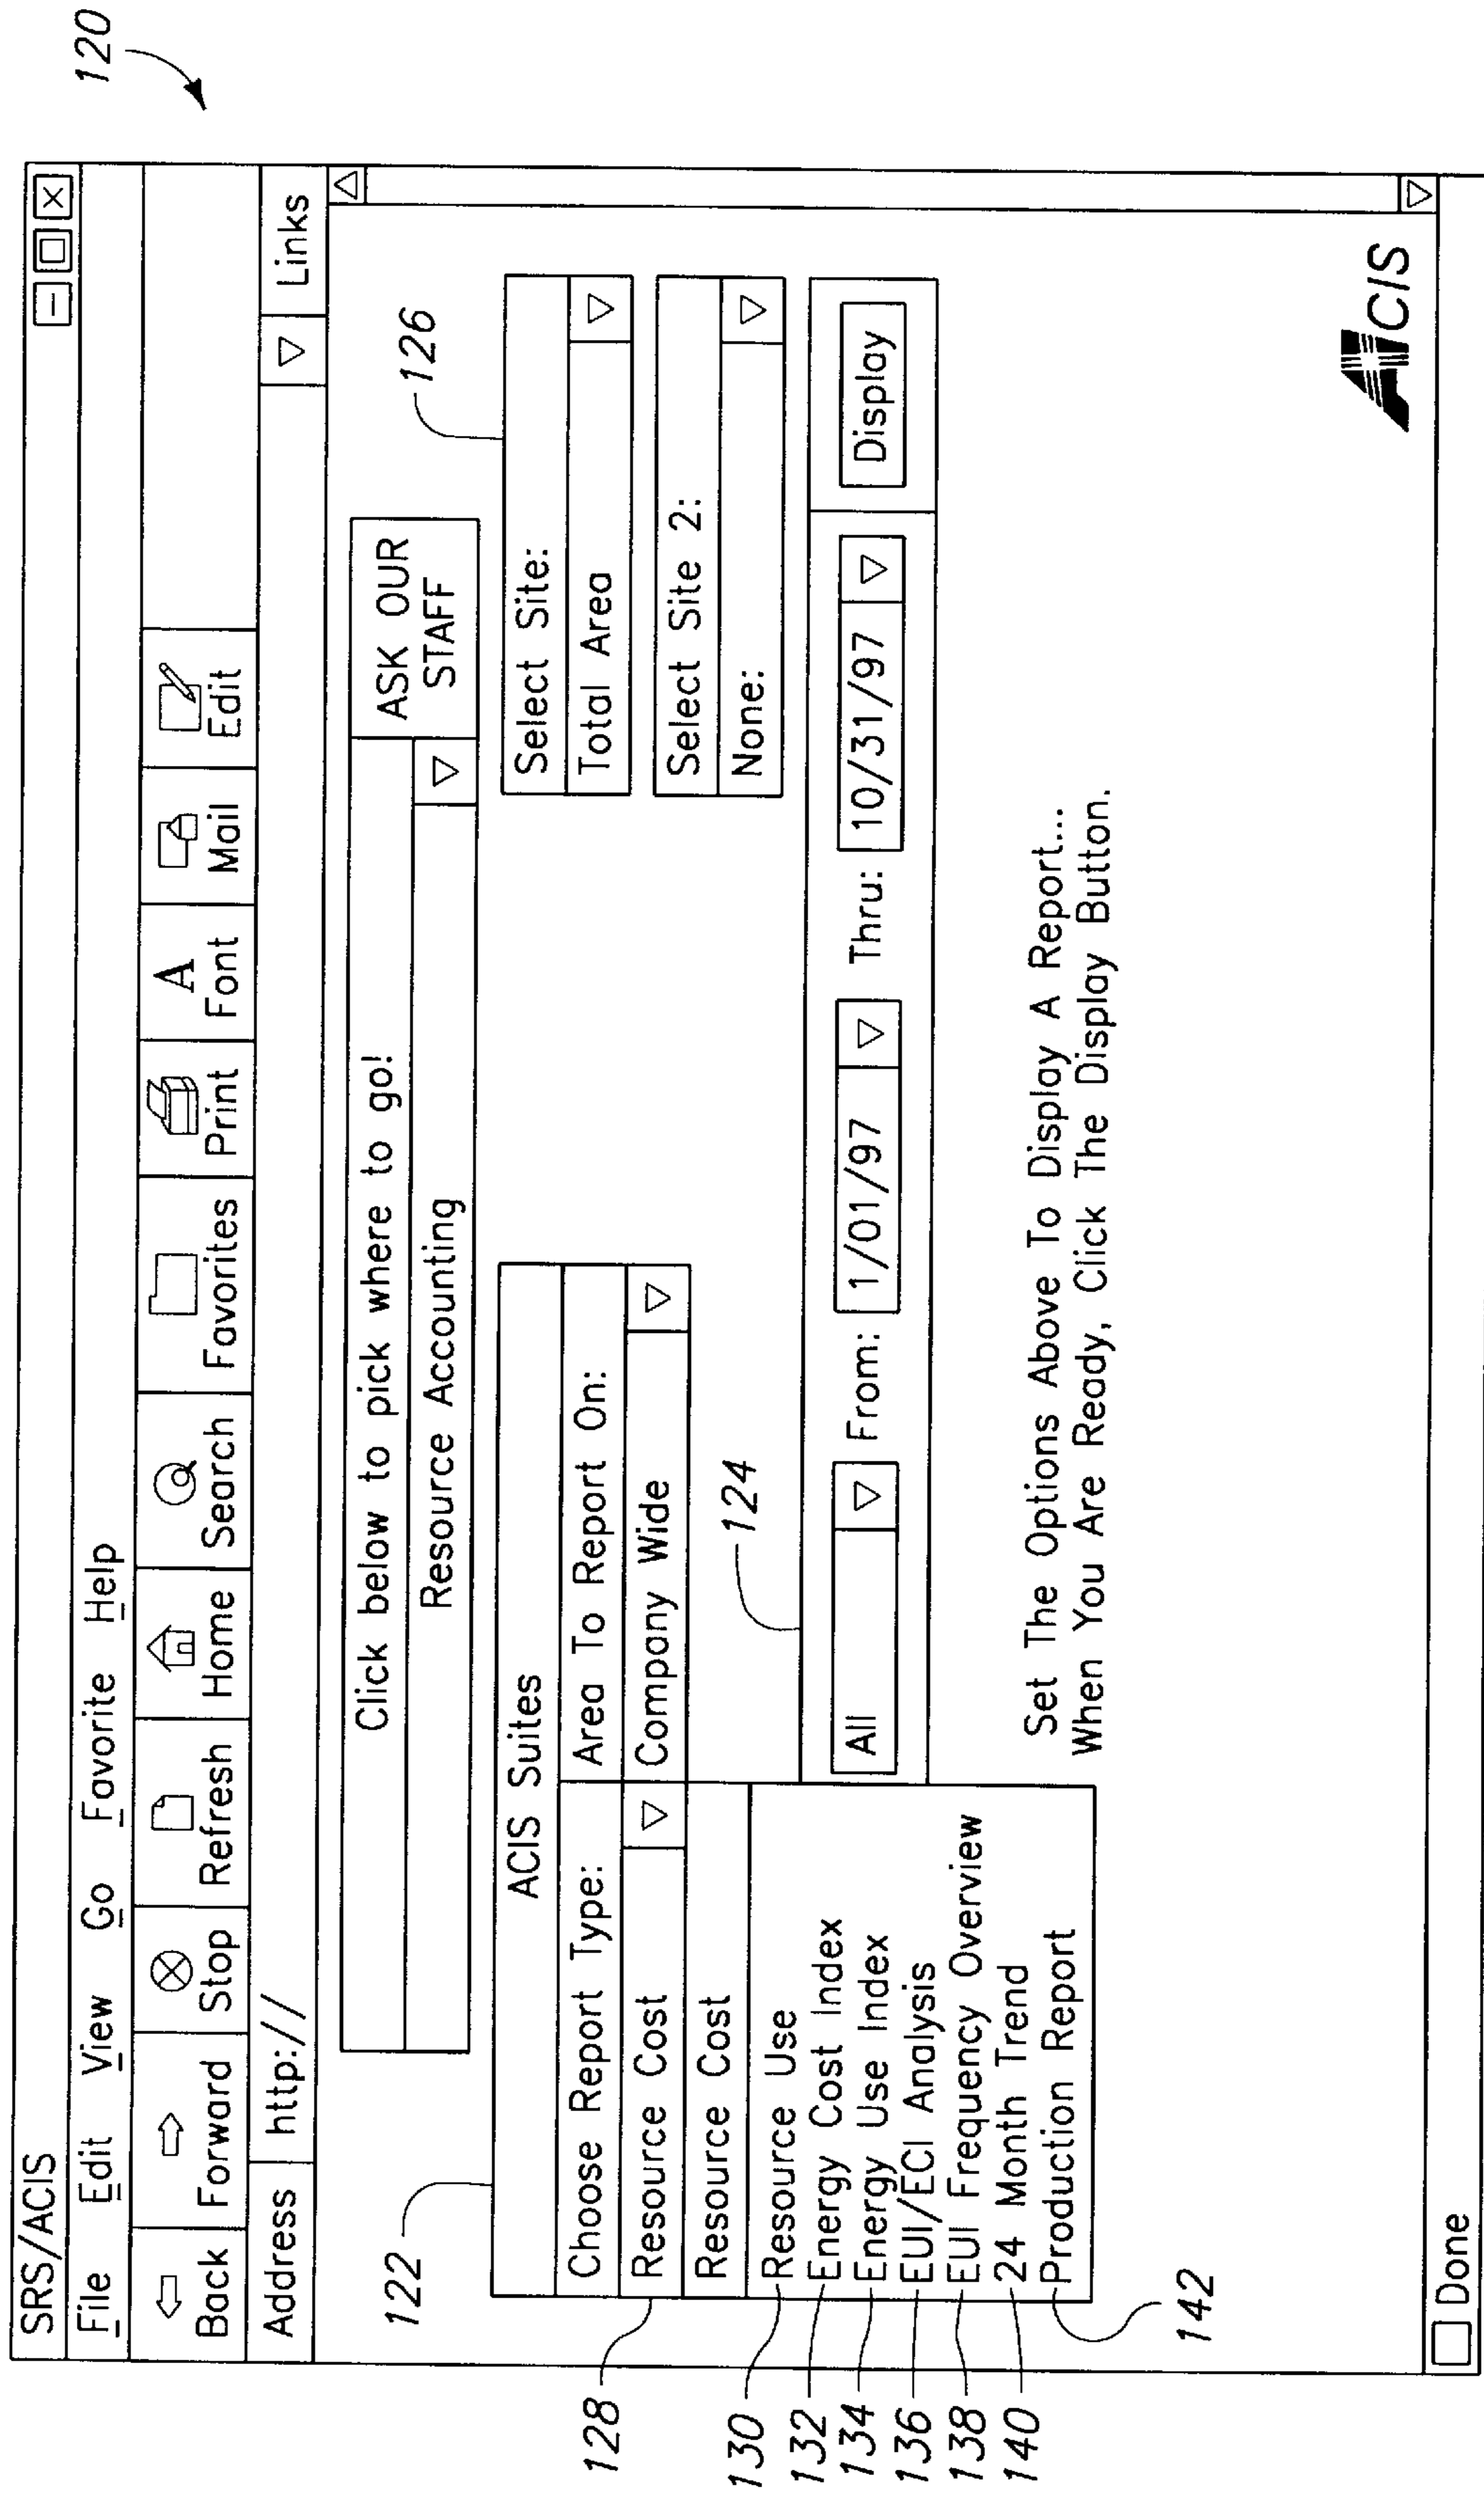 120
SRS/ACIS
File Edit View Go Favorite Help
Back Forward Stop Refresh Home Search Favorites Print Font Mail Edit
Address http:// Links
Click below to pick where to go!
ASK OUR
STAFF
Resource Accounting
122
126
ACIS Suites
Select Site:
Choose Report Type: Area To Report On:
Total Area
128
Resource Cost Company Wide
Select Site 2:
Resource Cost
None:
124
130 Resource Use
132 Energy Cost Index
134 Energy Use Index
136 EUI/ECI Analysis
138 EUI Frequency Overview
140 24 Month Trend
142 Production Report
All From: 1/01/97 Thru: 10/31/97 Display
Set The Options Above To Display A Report...
When You Are Ready, Click The Display Button.
ACIS
Done